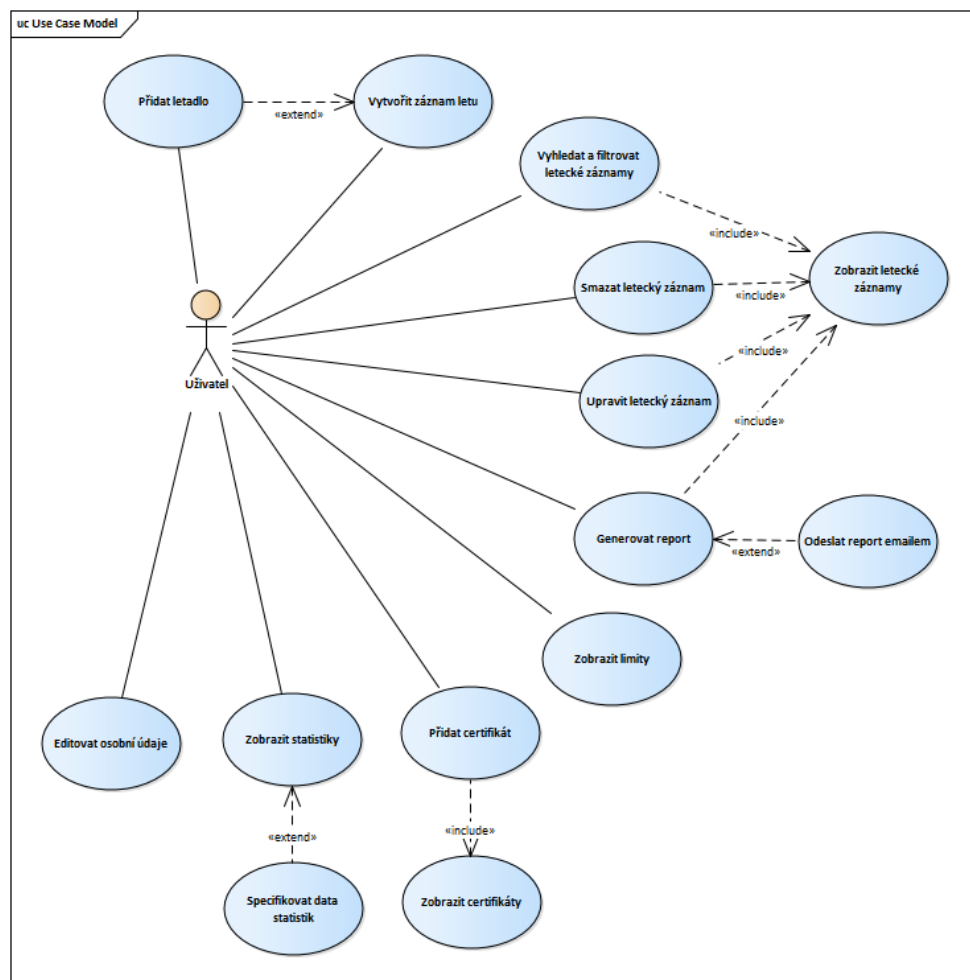 uc Use Case Model
Přidat letadlo
«extend»
Vytvořit záznam letu
Vyhledat a filtrovat
letecké záznamy
«include»
Smazat letecký záznam
«include»
Zobrazit letecké
záznamy
Uživatel
Upravit letecký záznam
«include»
«include»
Generovat report
«extend»
Odeslat report emailem
Zobrazit limity
Editovat osobní údaje
Zobrazit statistiky
Přidat certifikát
«extend»
«include»
Specifikovat data
statistik
Zobrazit certifikáty